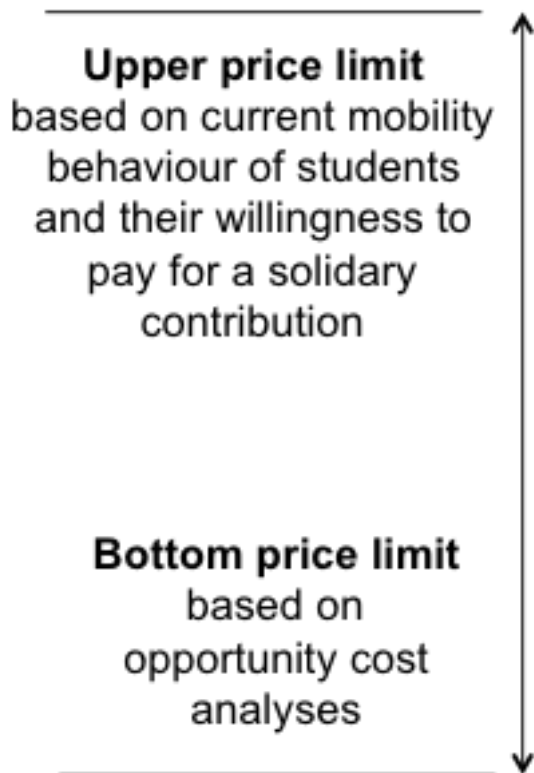 Upper price limit
based on current mobility
behaviour of students
and their willingness to
pay for a solidary
contribution
Bottom price limit
based on
opportunity cost
analyses